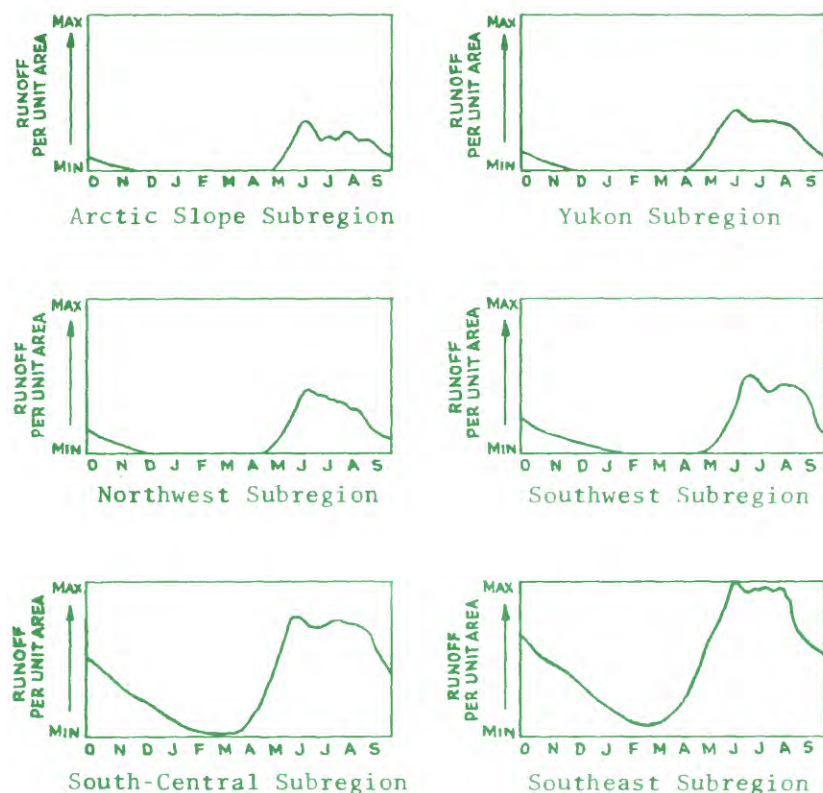 MAX
RUNOFF
PER UNIT AREA
MIN
O N D J F M A M J J A S
Arctic Slope Subregion
MAX
RUNOFF
PER UNIT AREA
MIN
O N D J F M A M J J A S
Yukon Subregion
MAX
RUNOFF
PER UNIT AREA
MIN
O N D J F M A M J J A S
Northwest Subregion
MAX
RUNOFF
PER UNIT AREA
MIN
O N D J F M A M J J A S
Southwest Subregion
MAX
RUNOFF
PER UNIT AREA
MIN
O N D J F M A M J J A S
South-Central Subregion
MAX
RUNOFF
PER UNIT AREA
MIN
O N D J F M A M J J A S
Southeast Subregion